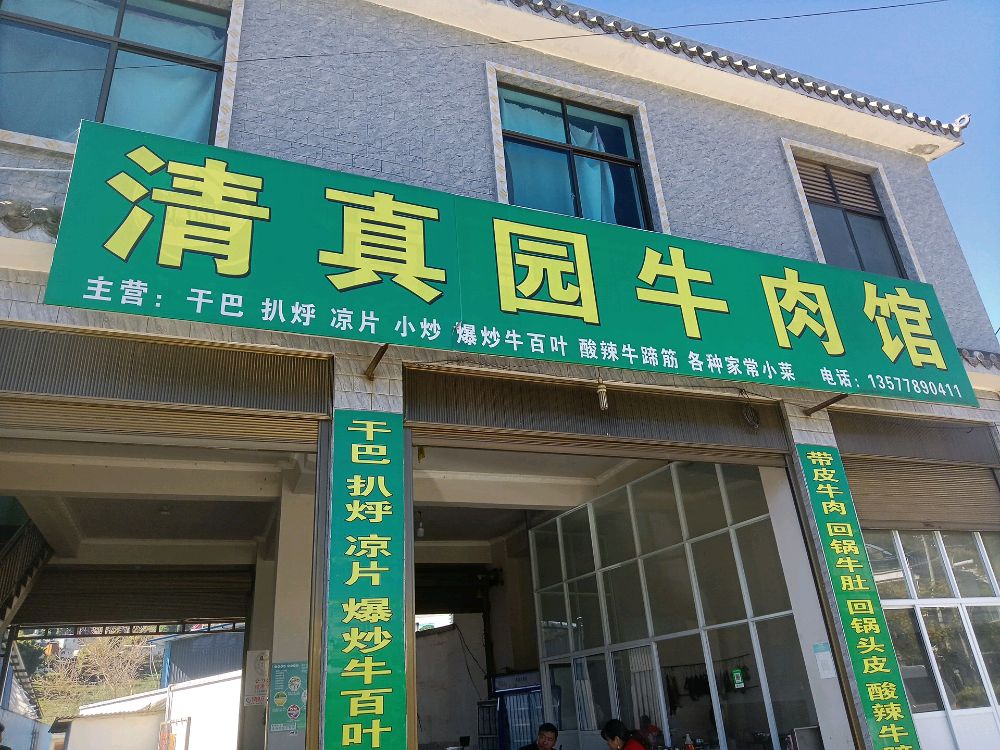 清真园牛肉馆
主营：干巴 扒烀 凉片 小炒 爆炒牛百叶 酸辣牛蹄筋 各种家常小菜 电话：13577890411
干巴 扒烀 凉片 爆炒牛百叶
带皮牛肉 回锅牛肚 回锅头皮 酸辣牛